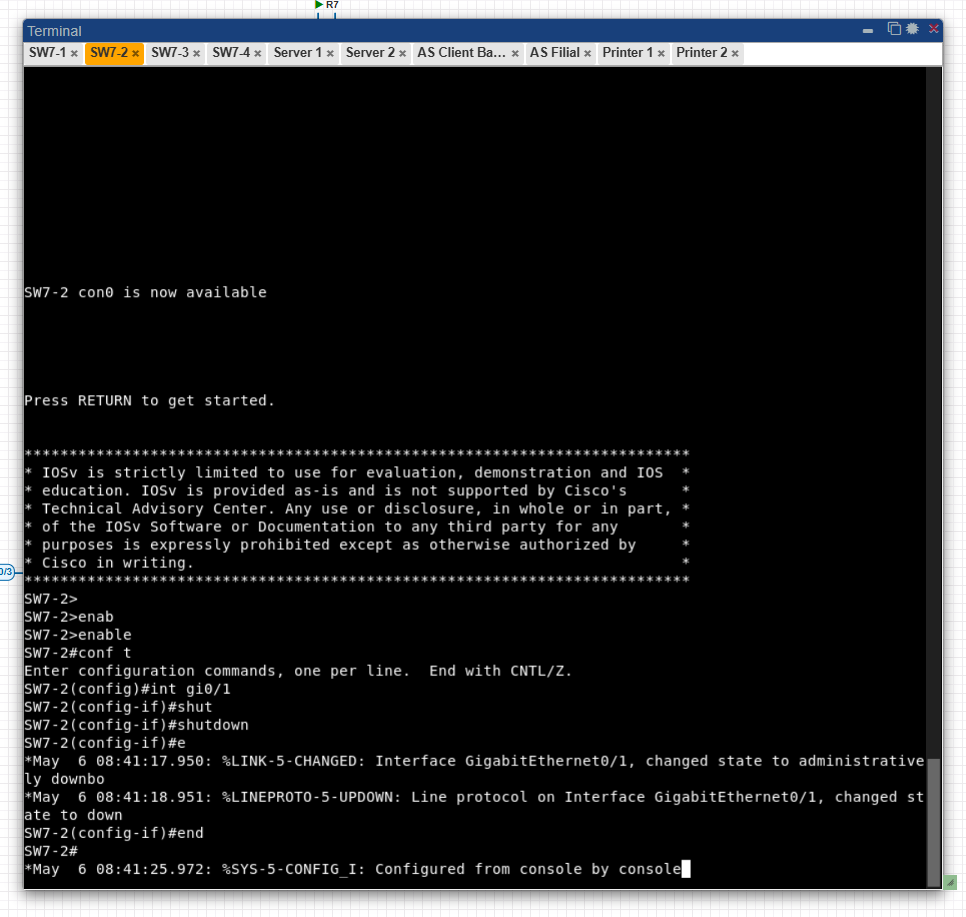 R7
Terminal
SW7-1 × SW7-2 × SW7-3 × SW7-4 × Server 1 × Server 2 × AS Client Ba... × AS Filial × Printer 1 × Printer 2 ×
SW7-2 con0 is now available
Press RETURN to get started.
**************************************************************************
* IOSv is strictly limited to use for evaluation, demonstration and IOS  *
* education. IOSv is provided as-is and is not supported by Cisco's      *
* Technical Advisory Center. Any use or disclosure, in whole or in part, *
* of the IOSv Software or Documentation to any third party for any       *
* purposes is expressly prohibited except as otherwise authorized by     *
* Cisco in writing.                                                      *
**************************************************************************
0/3
SW7-2>
SW7-2>enab
SW7-2>enable
SW7-2#conf t
Enter configuration commands, one per line.  End with CNTL/Z.
SW7-2(config)#int gi0/1
SW7-2(config-if)#shut
SW7-2(config-if)#shutdown
SW7-2(config-if)#e
*May  6 08:41:17.950: %LINK-5-CHANGED: Interface GigabitEthernet0/1, changed state to administrative
ly downbo
*May  6 08:41:18.951: %LINEPROTO-5-UPDOWN: Line protocol on Interface GigabitEthernet0/1, changed st
ate to down
SW7-2(config-if)#end
SW7-2#
*May  6 08:41:25.972: %SYS-5-CONFIG_I: Configured from console by console